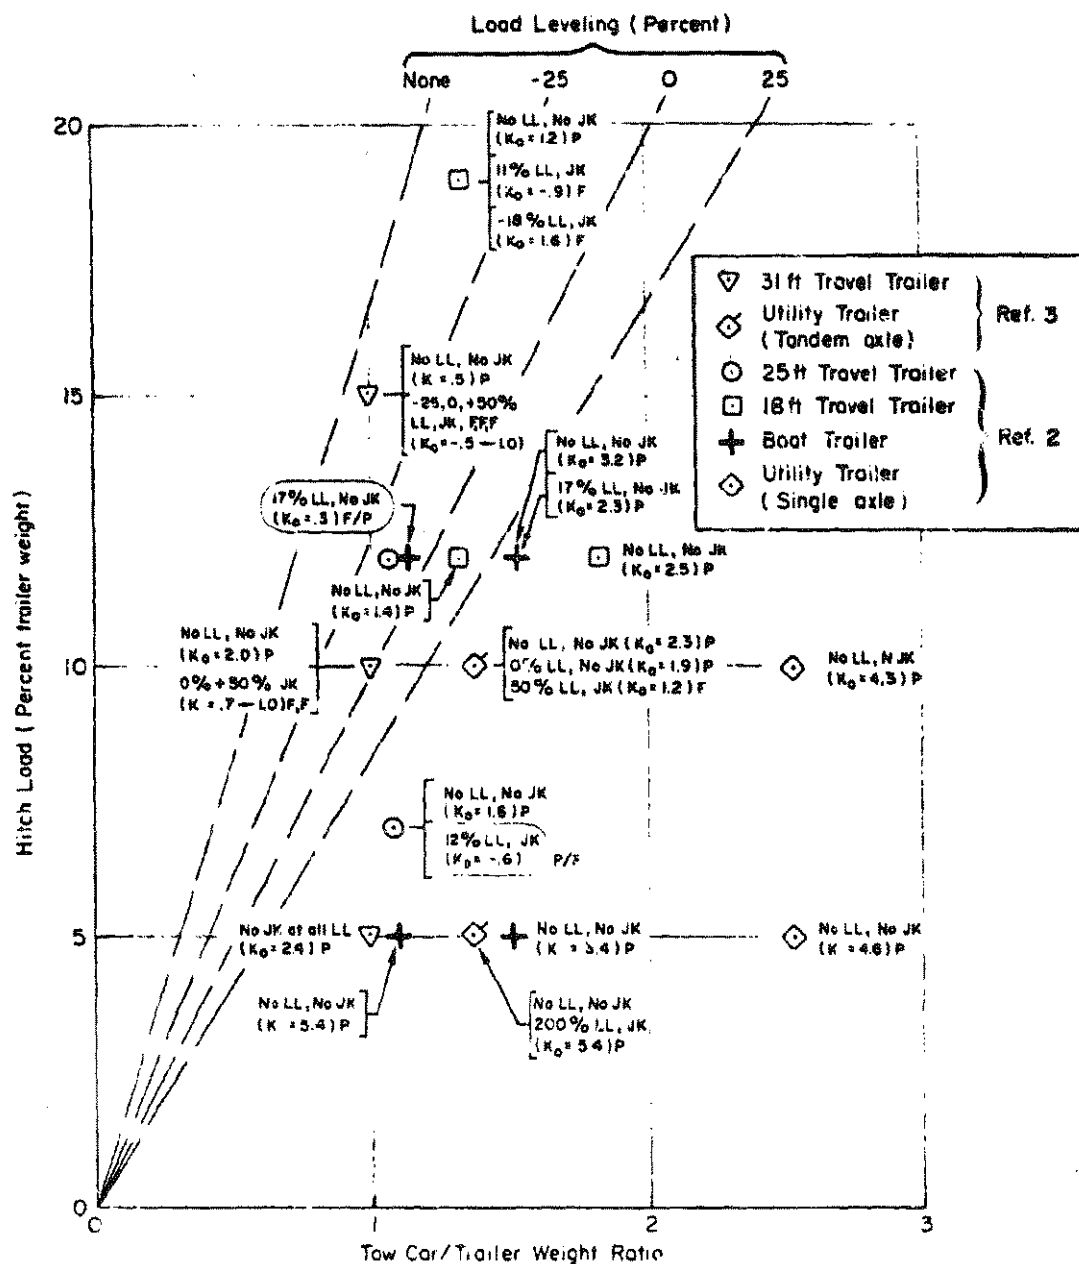 Load Leveling (Percent)
None -25 0 25
20
No LL, No JK
(K₀ = 1.2) P
11% LL, JK
(K₀ = -.9) F
-18% LL, JK
(K₀ = 1.6) F
31 ft Travel Trailer
Utility Trailer
(Tandem axle)
Ref. 3
25 ft Travel Trailer
18 ft Travel Trailer
Boat Trailer
Utility Trailer
(Single axle)
Ref. 2
15
No LL, No JK
(K = .5) P
-25, 0, +50%
LL, JK, F,F,F
(K₀ = -.5 — 1.0)
No LL, No JK
(K₀ = 3.2) P
17% LL, No JK
(K₀ = 2.3) P
17% LL, No JK
(K₀ = .3) F/P
No LL, No JK
(K₀ = 1.4) P
No LL, No JK
(K₀ = 2.5) P
Hitch Load (Percent trailer weight)
10
No LL, No JK
(K₀ = 2.0) P
0% + 50% JK
(K = .7 — 1.0) F,F
No LL, No JK (K₀ = 2.3) P
0% LL, No JK (K₀ = 1.9) P
50% LL, JK (K₀ = 1.2) F
No LL, N JK
(K₀ = 4.3) P
No LL, No JK
(K₀ = 1.6) P
12% LL, JK
(K₀ = -.6) P/F
5
No JK at all LL
(K₀ = 2.4) P
No LL, No JK
(K = 3.4) P
No LL, No JK
(K = 4.6) P
No LL, No JK
(K = 5.4) P
No LL, No JK
200% LL, JK
(K₀ = 5.4) P
0
0 1 2 3
Tow Car/Trailer Weight Ratio